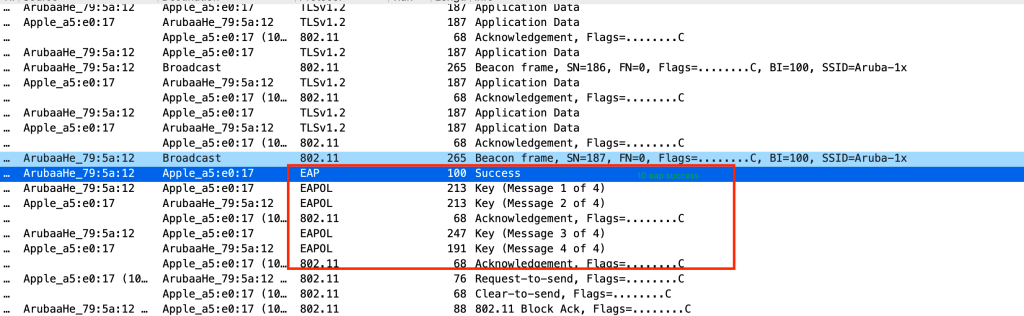 … ArubaaHe_79:5a:12 Apple_a5:e0:17 TLSv1.2 187 Application Data
… Apple_a5:e0:17 ArubaaHe_79:5a:12 TLSv1.2 187 Application Data
… Apple_a5:e0:17 (10… 802.11 68 Acknowledgement, Flags=........C
… ArubaaHe_79:5a:12 Apple_a5:e0:17 TLSv1.2 187 Application Data
… ArubaaHe_79:5a:12 Broadcast 802.11 265 Beacon frame, SN=186, FN=0, Flags=........C, BI=100, SSID=Aruba-1x
… Apple_a5:e0:17 ArubaaHe_79:5a:12 TLSv1.2 187 Application Data
… Apple_a5:e0:17 (10… 802.11 68 Acknowledgement, Flags=........C
… ArubaaHe_79:5a:12 Apple_a5:e0:17 TLSv1.2 187 Application Data
… Apple_a5:e0:17 ArubaaHe_79:5a:12 TLSv1.2 187 Application Data
… Apple_a5:e0:17 (10… 802.11 68 Acknowledgement, Flags=........C
… ArubaaHe_79:5a:12 Broadcast 802.11 265 Beacon frame, SN=187, FN=0, Flags=........C, BI=100, SSID=Aruba-1x
… ArubaaHe_79:5a:12 Apple_a5:e0:17 EAP 100 Success 10 eap success
… ArubaaHe_79:5a:12 Apple_a5:e0:17 EAPOL 213 Key (Message 1 of 4)
… Apple_a5:e0:17 ArubaaHe_79:5a:12 EAPOL 213 Key (Message 2 of 4)
… Apple_a5:e0:17 (10… 802.11 68 Acknowledgement, Flags=........C
… ArubaaHe_79:5a:12 Apple_a5:e0:17 EAPOL 247 Key (Message 3 of 4)
… Apple_a5:e0:17 ArubaaHe_79:5a:12 EAPOL 191 Key (Message 4 of 4)
… Apple_a5:e0:17 (10… 802.11 68 Acknowledgement, Flags=........C
… Apple_a5:e0:17 (10… ArubaaHe_79:5a:12 … 802.11 76 Request-to-send, Flags=........C
… Apple_a5:e0:17 (10… 802.11 68 Clear-to-send, Flags=........C
… ArubaaHe_79:5a:12 … Apple_a5:e0:17 (10… 802.11 88 802.11 Block Ack, Flags=........C